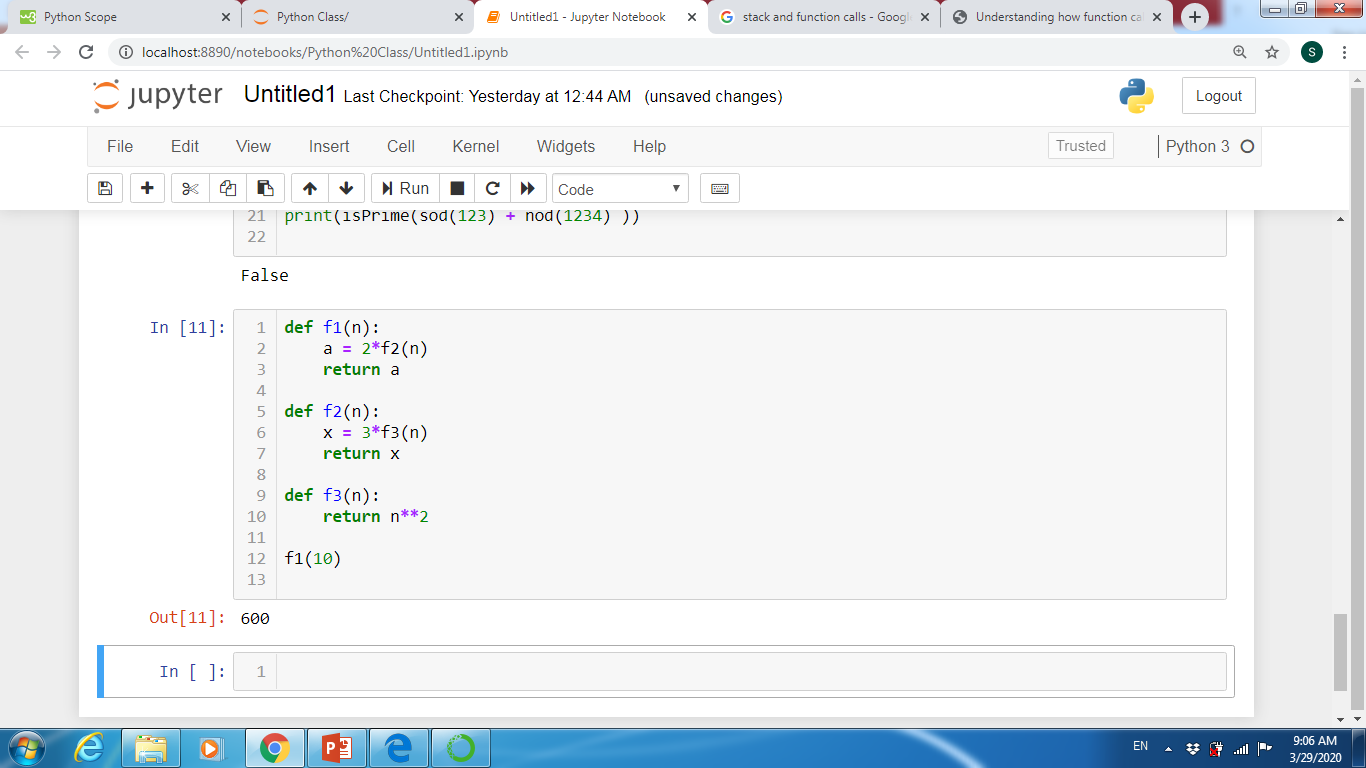 Python Scope
Python Class/
Untitled1 - Jupyter Notebook
stack and function calls - Googl
Understanding how function cal
localhost:8890/notebooks/Python%20Class/Untitled1.ipynb
S
jupyter Untitled1 Last Checkpoint: Yesterday at 12:44 AM (unsaved changes)
Logout
File Edit View Insert Cell Kernel Widgets Help
Trusted
Python 3
Run
Code
21 print(isPrime(sod(123) + nod(1234) ))
22
False
In [11]:
1 def f1(n):
2     a = 2*f2(n)
3     return a
4
5 def f2(n):
6     x = 3*f3(n)
7     return x
8
9 def f3(n):
10     return n**2
11
12 f1(10)
13
Out[11]: 600
In [ ]: 1
EN
9:06 AM
3/29/2020